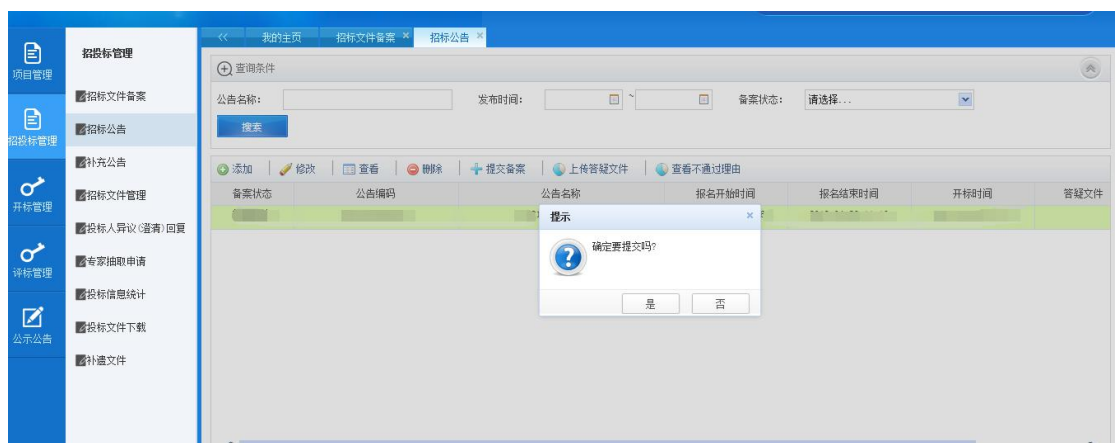 项目管理
招投标管理
开标管理
评标管理
公示公告
招投标管理
招标文件备案
招标公告
补充公告
招标文件管理
投标人异议(澄清)回复
专家抽取申请
投标信息统计
投标文件下载
补遗文件
我的主页 招标文件备案 × 招标公告 ×
查询条件
公告名称： 发布时间： ~ 备案状态： 请选择...
搜索
添加 修改 查看 删除 提交备案 上传答疑文件 查看不通过理由
备案状态 公告编码 公告名称 报名开始时间 报名结束时间 开标时间 答疑文件
提示 ×
确定要提交吗?
是 否